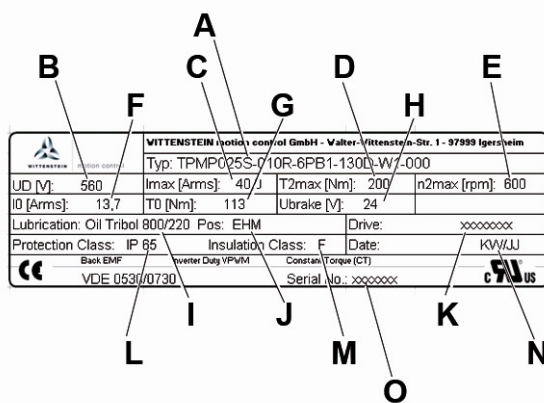 A
B C D E
F G H
WITTENSTEIN motion control
WITTENSTEIN motion control GmbH - Walter-Wittenstein-Str. 1 - 97999 Igersheim
Typ: TPMP025S-010R-6PB1-130D-W1-000
UD [V]: 560 Imax [Arms]: 40,0 T2max [Nm]: 200 n2max [rpm]: 600
I0 [Arms]: 13,7 T0 [Nm]: 113 Ubrake [V]: 24
Lubrication: Oil Tribol 800/220 Pos: EHM Drive: xxxxxxxx
Protection Class: IP 65 Insulation Class: F Date: KW/JJ
CE Back EMF Inverter Duty VPWM Constant Torque (CT)
VDE 0530/0730 Serial No.: xxxxxxx c RU US
I J K
L M N
O